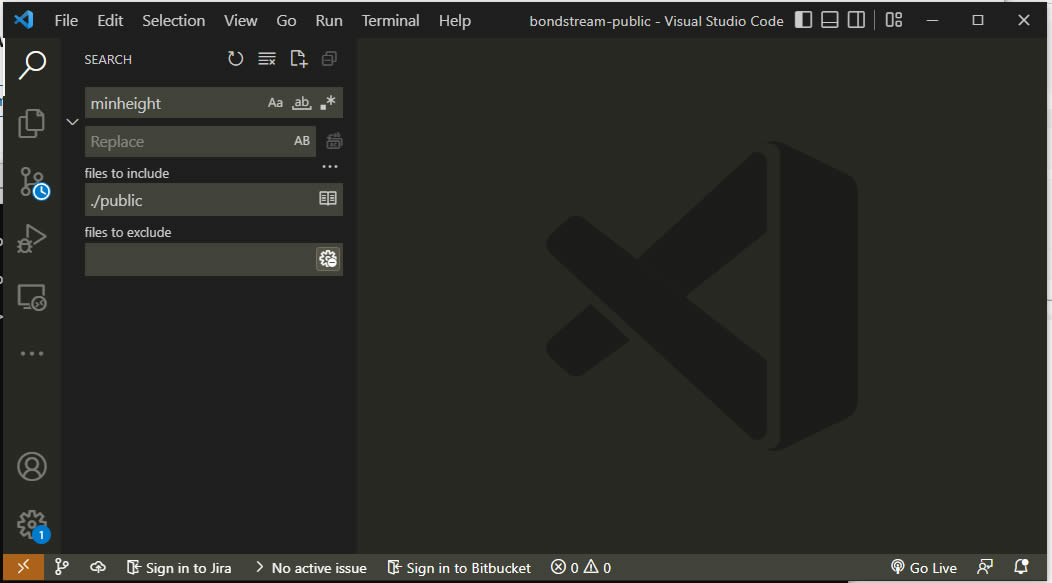 File Edit Selection View Go Run Terminal Help bondstream-public - Visual Studio Code
SEARCH
minheight Aa ab .*
Replace AB
files to include
./public
files to exclude
1
Sign in to Jira No active issue Sign in to Bitbucket 0 0 Go Live